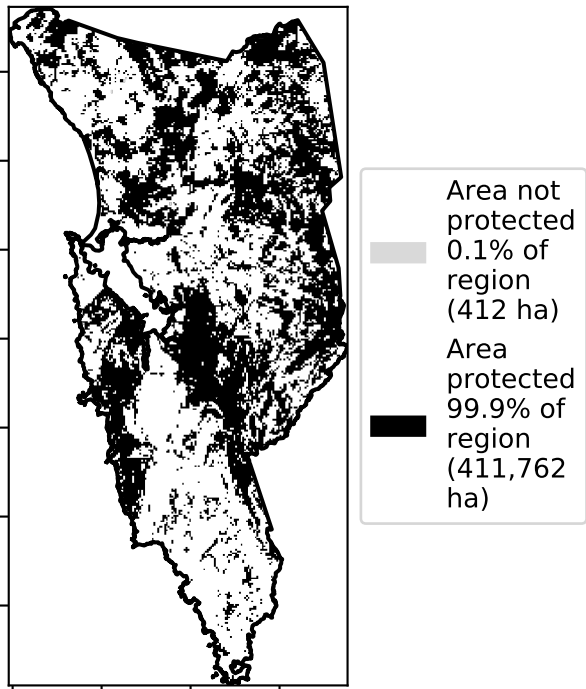 Area not
protected
0.1% of
region
(412 ha)
Area
protected
99.9% of
region
(411,762
ha)